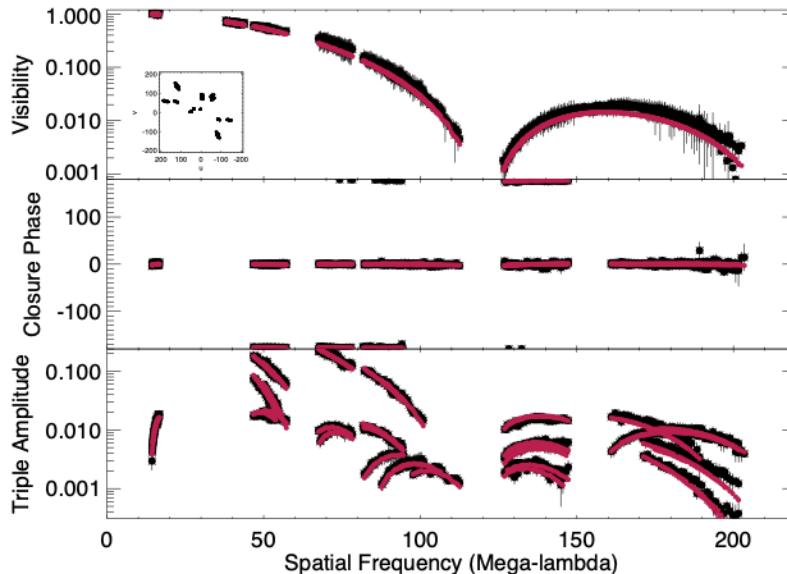 Visibility
1.000
0.100
0.010
0.001
200
100
0
-100
-200
v
200 100 0 -100 -200
u
Closure Phase
100
0
-100
Triple Amplitude
0.100
0.010
0.001
0 50 100 150 200
Spatial Frequency (Mega-lambda)